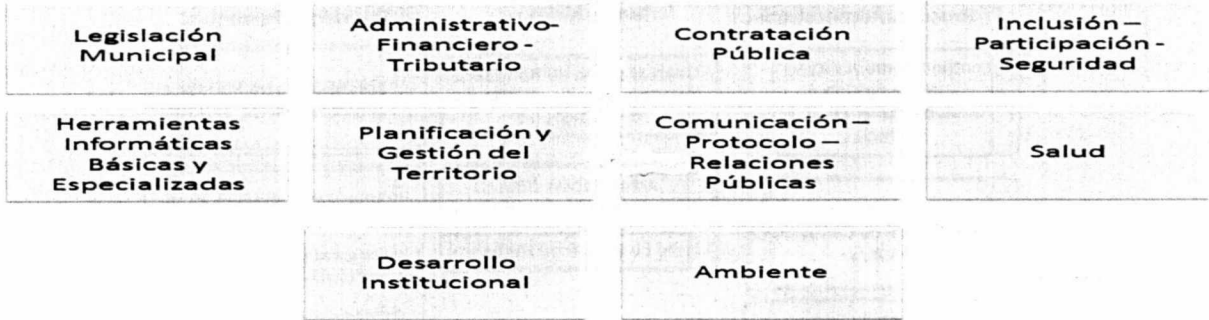 Legislación
Municipal
Administrativo-
Financiero -
Tributario
Contratación
Pública
Inclusión –
Participación -
Seguridad
Herramientas
Informáticas
Básicas y
Especializadas
Planificación y
Gestión del
Territorio
Comunicación –
Protocolo –
Relaciones
Públicas
Salud
Desarrollo
Institucional
Ambiente